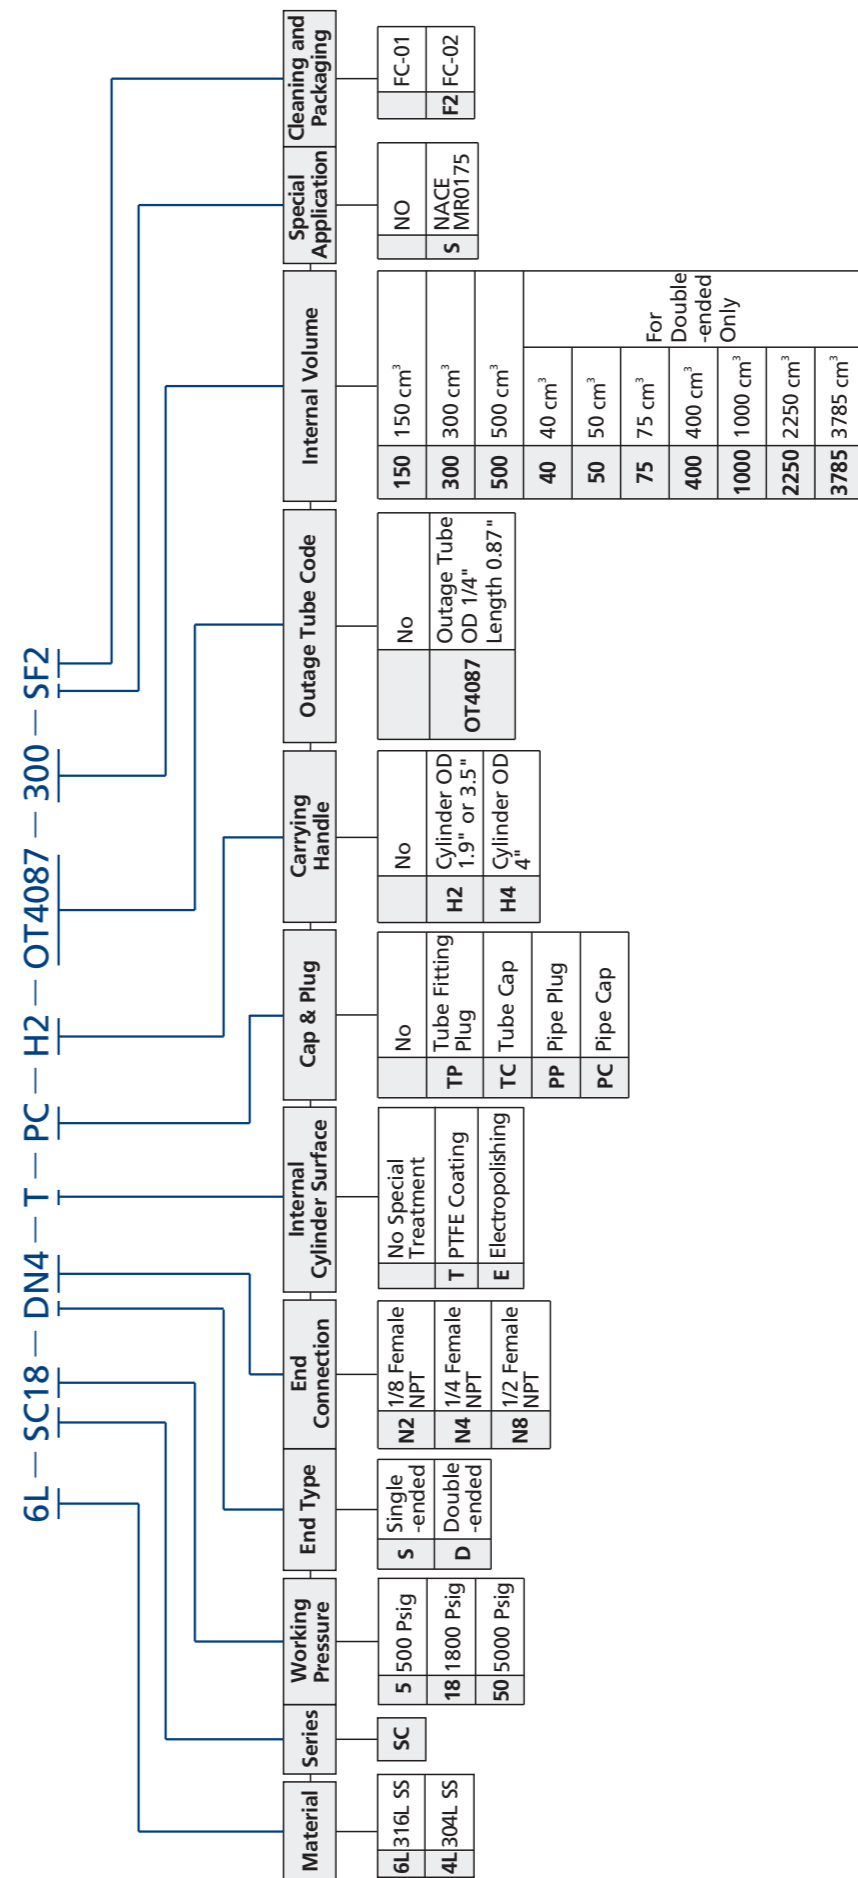 6L — SC18 — DN4 — T — PC — H2 — OT4087 — 300 — SF2
Material
6L 316L SS
4L 304L SS
Series
SC
Working
Pressure
5 500 Psig
18 1800 Psig
50 5000 Psig
End Type
S Single
-ended
D Double
-ended
End
Connection
N2 1/8 Female
NPT
N4 1/4 Female
NPT
N8 1/2 Female
NPT
Internal
Cylinder Surface
No Special
Treatment
T PTFE Coating
E Electropolishing
Cap & Plug
No
TP Tube Fitting
Plug
TC Tube Cap
PP Pipe Plug
PC Pipe Cap
Carrying
Handle
No
H2 Cylinder OD
1.9" or 3.5"
H4 Cylinder OD
4"
Outage Tube Code
No
OT4087 Outage Tube
OD 1/4"
Length 0.87"
Internal Volume
150 150 cm³
300 300 cm³
500 500 cm³
40 40 cm³
50 50 cm³
75 75 cm³
400 400 cm³
1000 1000 cm³
2250 2250 cm³
3785 3785 cm³
For
Double
-ended
Only
Special
Application
NO
S NACE
MR0175
Cleaning and
Packaging
FC-01
F2 FC-02